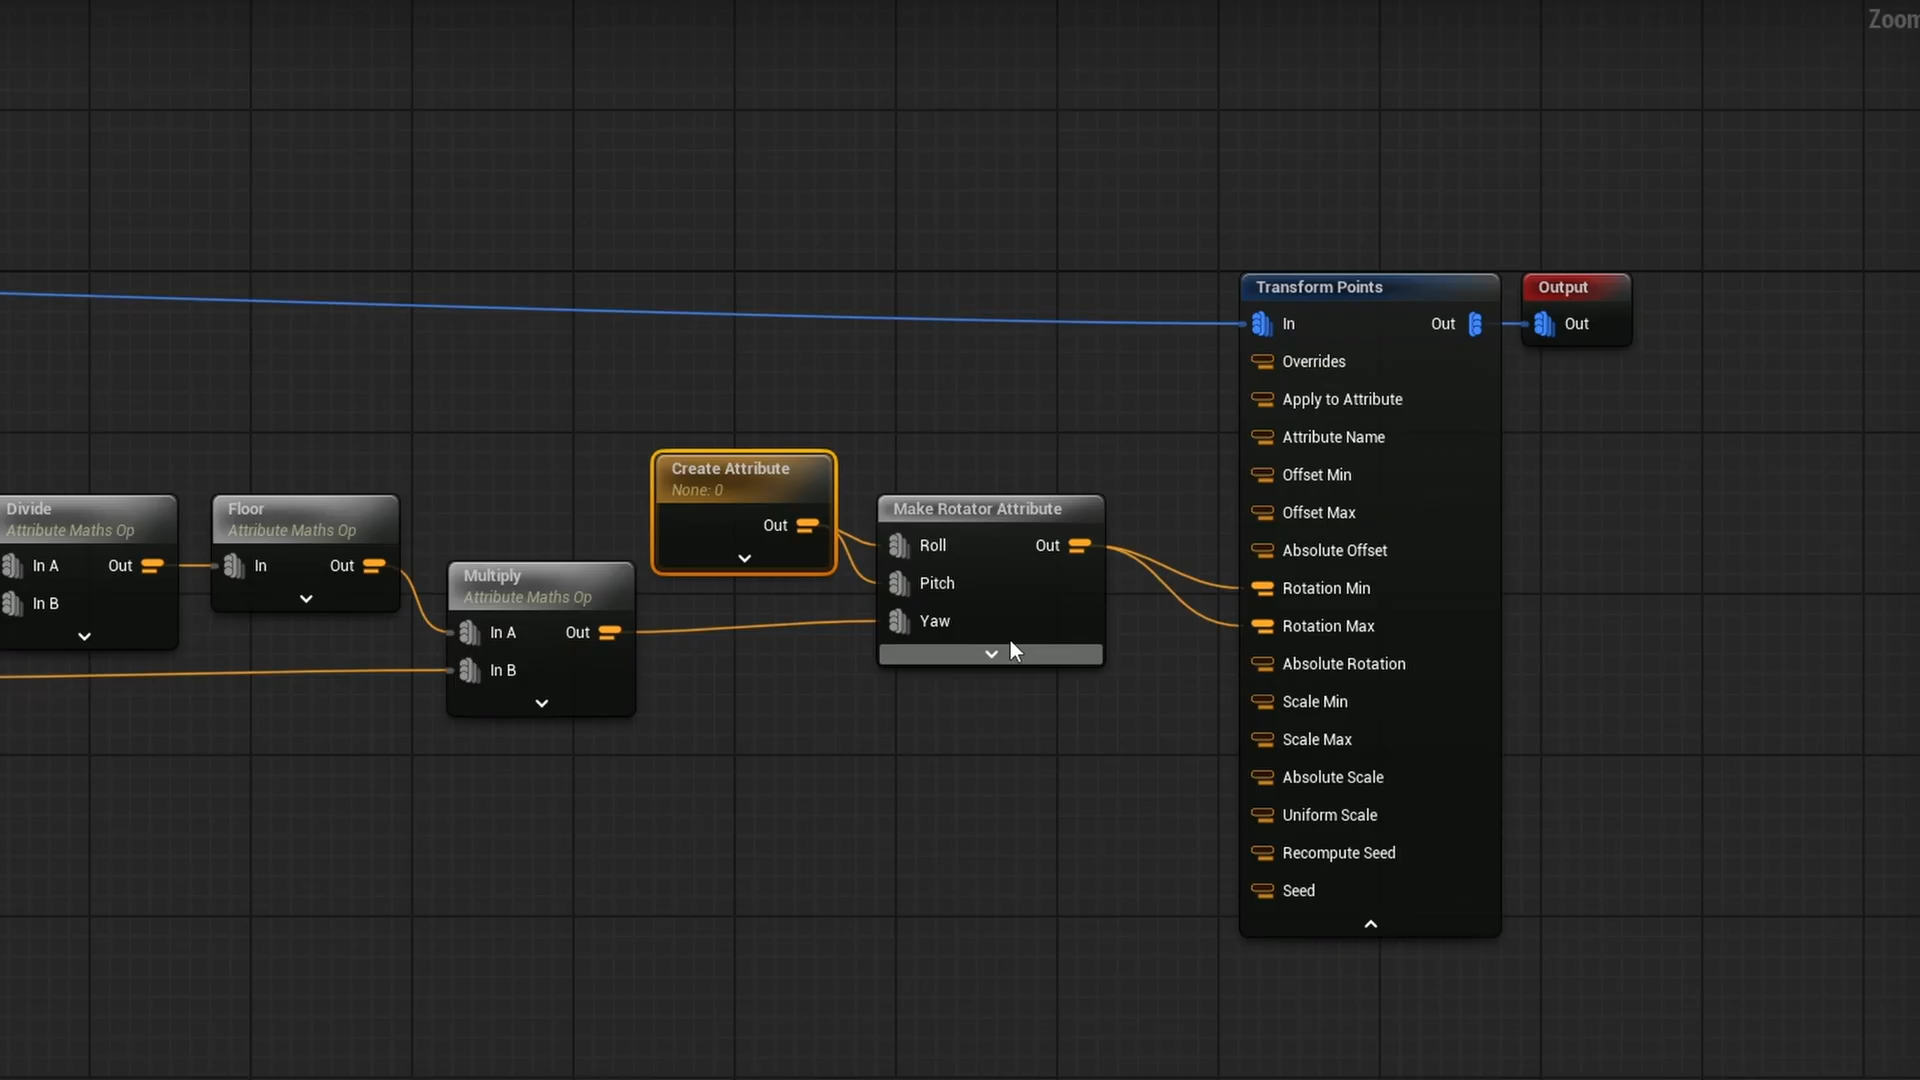 Zoom
Transform Points
Output
In
Out
Out
Overrides
Apply to Attribute
Attribute Name
Offset Min
Offset Max
Absolute Offset
Rotation Min
Rotation Max
Absolute Rotation
Scale Min
Scale Max
Absolute Scale
Uniform Scale
Recompute Seed
Seed
Create Attribute
None: 0
Out
Make Rotator Attribute
Roll
Out
Pitch
Yaw
Divide
Attribute Maths Op
In A
Out
In B
Floor
Attribute Maths Op
In
Out
Multiply
Attribute Maths Op
In A
Out
In B